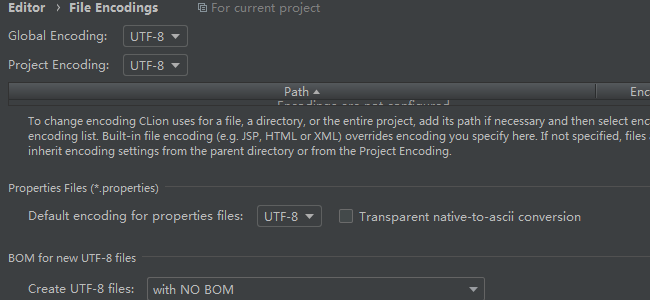 Editor › File Encodings For current project
Global Encoding: UTF-8
Project Encoding: UTF-8
Path Enc
Encodings are not configured
To change encoding CLion uses for a file, a directory, or the entire project, add its path if necessary and then select enc
encoding list. Built-in file encoding (e.g. JSP, HTML or XML) overrides encoding you specify here. If not specified, files a
inherit encoding settings from the parent directory or from the Project Encoding.
Properties Files (*.properties)
Default encoding for properties files: UTF-8 Transparent native-to-ascii conversion
BOM for new UTF-8 files
Create UTF-8 files: with NO BOM